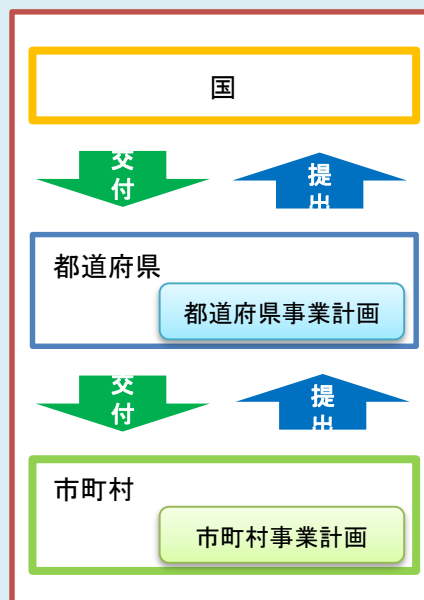 国
交付
提出
都道府県
都道府県事業計画
交付
提出
市町村
市町村事業計画